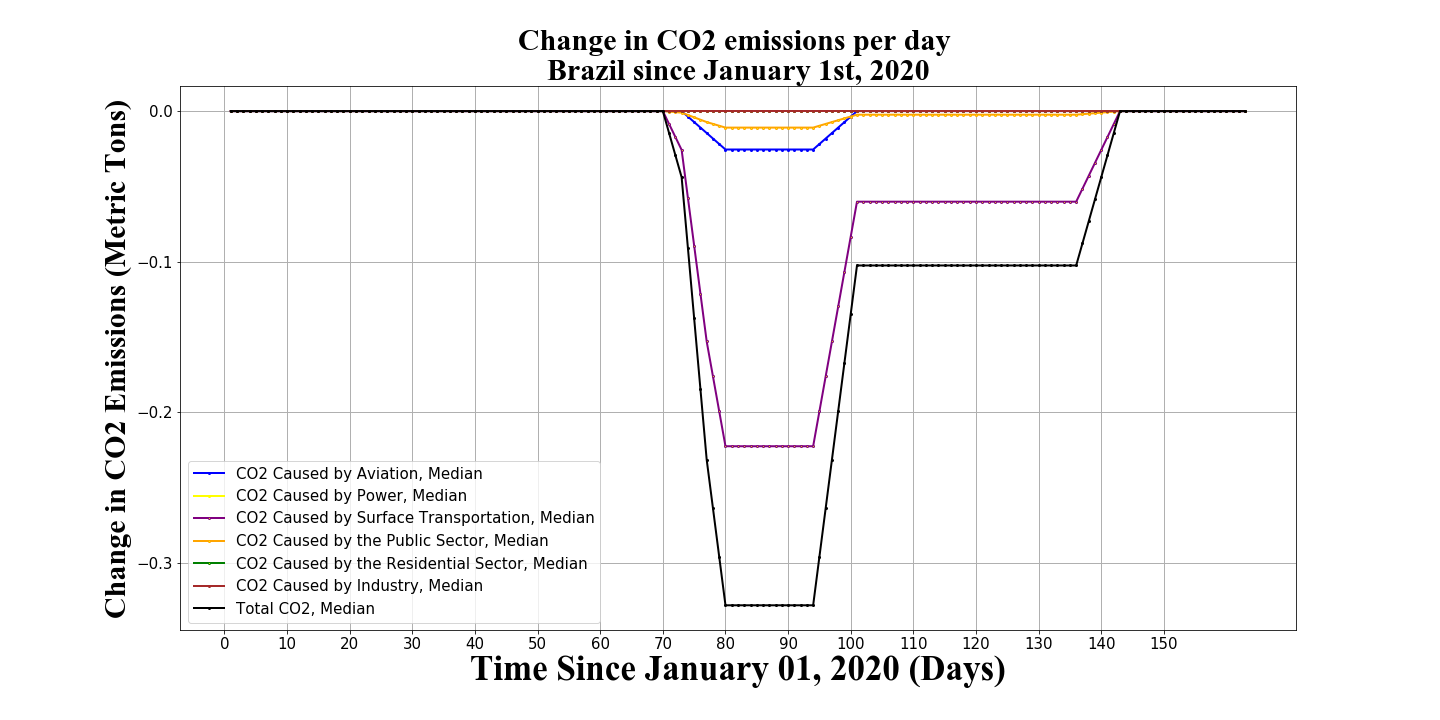 Change in CO2 emissions per day
Brazil since January 1st, 2020
Change in CO2 Emissions (Metric Tons)
0.0
−0.1
−0.2
−0.3
CO2 Caused by Aviation, Median
CO2 Caused by Power, Median
CO2 Caused by Surface Transportation, Median
CO2 Caused by the Public Sector, Median
CO2 Caused by the Residential Sector, Median
CO2 Caused by Industry, Median
Total CO2, Median
0 10 20 30 40 50 60 70 80 90 100 110 120 130 140 150
Time Since January 01, 2020 (Days)